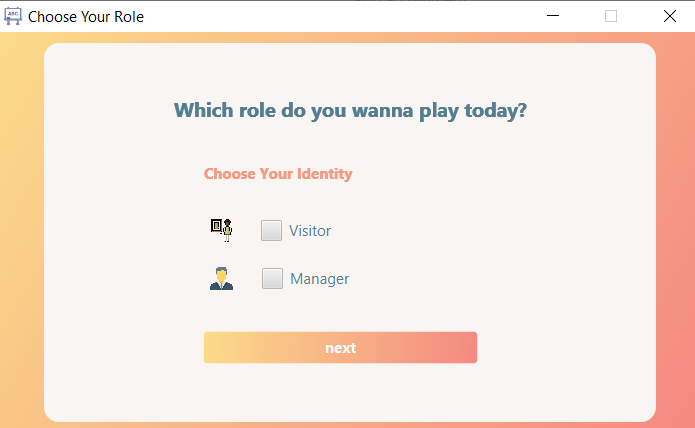 Choose Your Role
Which role do you wanna play today?
Choose Your Identity
Visitor
Manager
next